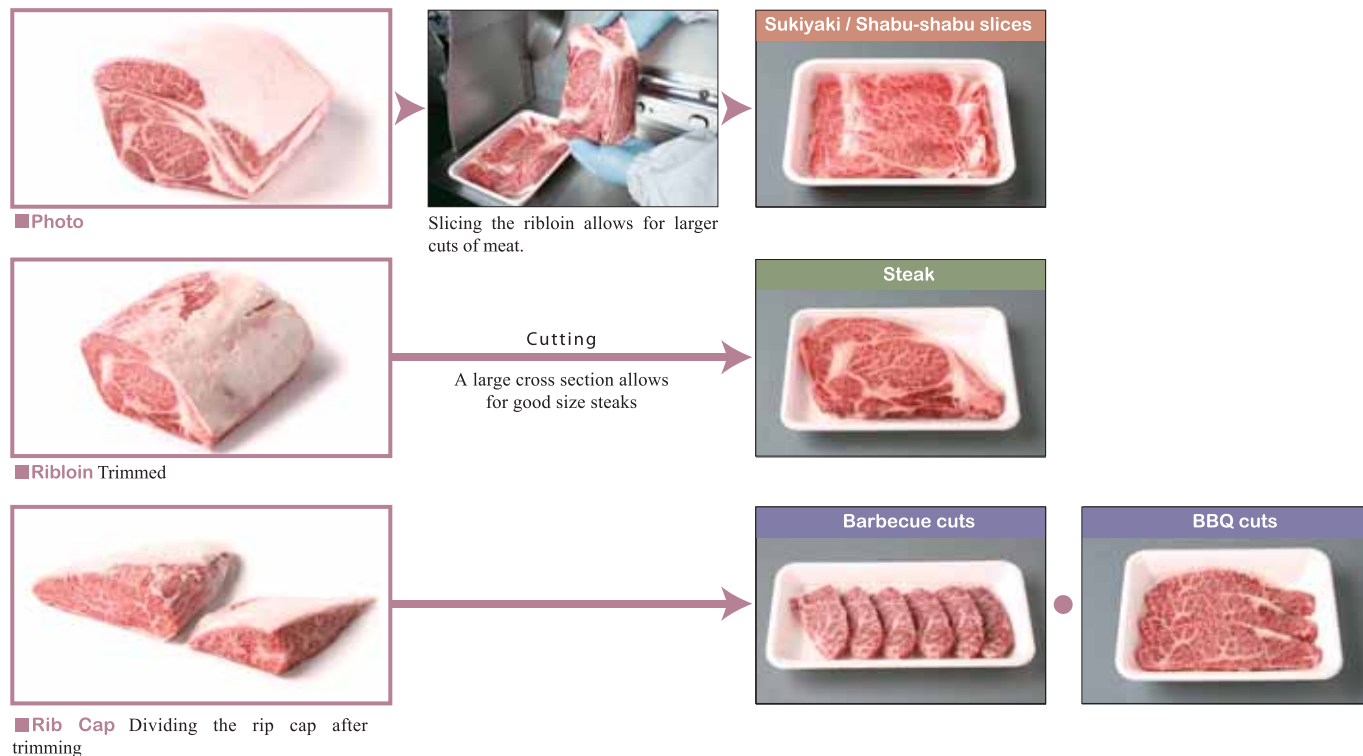 Sukiyaki / Shabu-shabu slices
■Photo
Slicing the ribloin allows for larger
cuts of meat.
Steak
Cutting
A large cross section allows
for good size steaks
■Ribloin Trimmed
Barbecue cuts
BBQ cuts
■Rib Cap Dividing the rip cap after
trimming